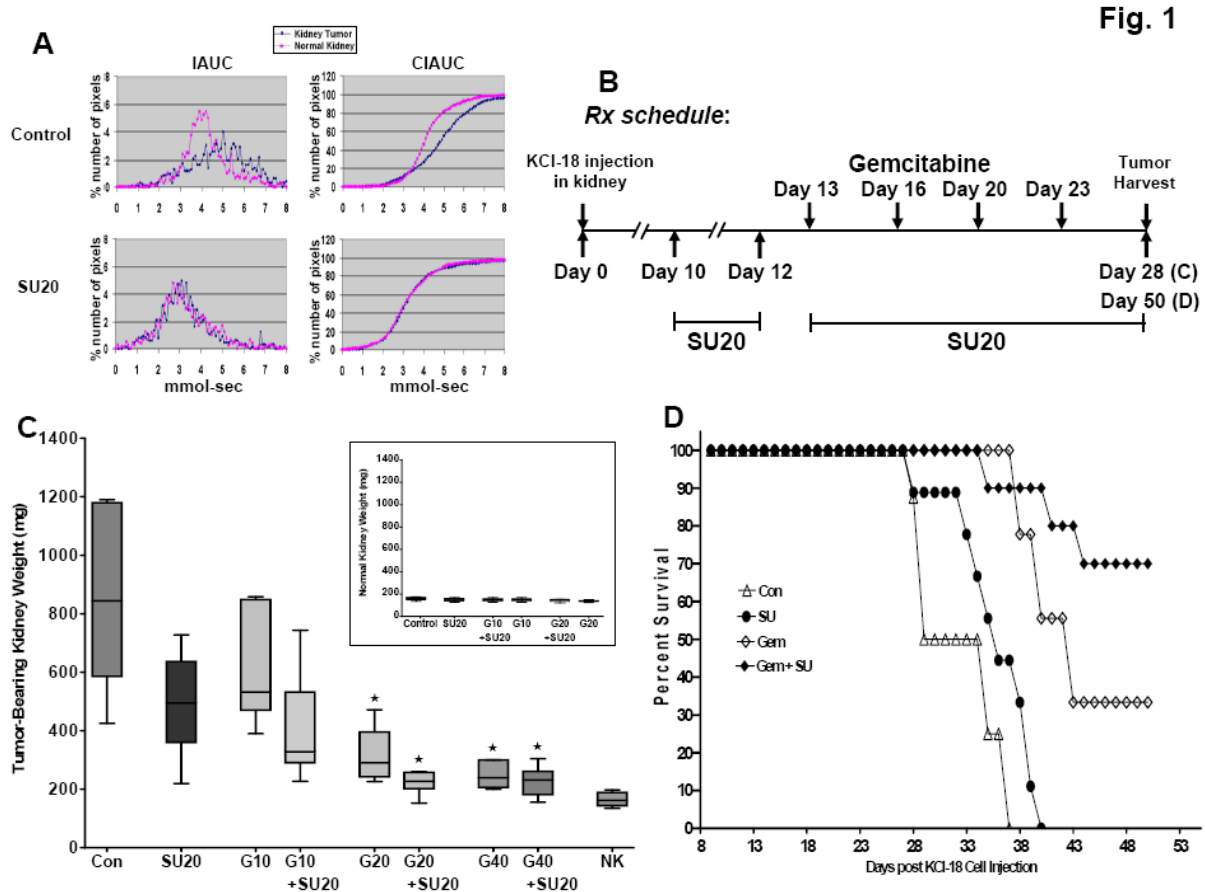 Fig. 1
A
Kidney Tumor
Normal Kidney
IAUC
CIAUC
Control
% number of pixels
8
6
4
2
0
0 1 2 3 4 5 6 7 8
% number of pixels
120
100
80
60
40
20
0
0 1 2 3 4 5 6 7 8
SU20
% number of pixels
8
6
4
2
0
0 1 2 3 4 5 6 7 8
% number of pixels
120
100
80
60
40
20
0
0 1 2 3 4 5 6 7 8
mmol-sec
B
Rx schedule:
KCI-18 injection
in kidney
Gemcitabine
Day 13 Day 16 Day 20 Day 23
Tumor
Harvest
Day 0 Day 10 Day 12
Day 28 (C)
Day 50 (D)
SU20
SU20
C
Tumor-Bearing Kidney Weight (mg)
1400
1200
1000
800
600
400
200
0
Con SU20 G10 G10 G20 G20 G40 G40 NK
+SU20 +SU20 +SU20
Normal Kidney Weight (mg)
1400
1200
1000
800
600
400
200
0
Control SU20 G10 G10 G20 G20
+SU20 +SU20
D
Percent Survival
100
90
80
70
60
50
40
30
20
10
0
Con
SU
Gem
Gem+ SU
8 13 18 23 28 33 38 43 48 53
Days post KCI-18 Cell Injection